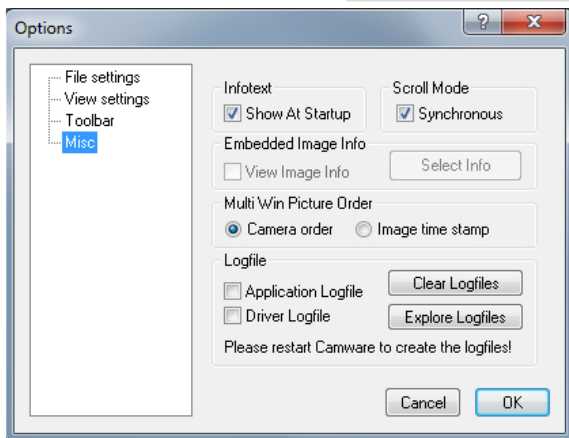 Options
File settings
View settings
Toolbar
Misc
Infotext
Show At Startup
Scroll Mode
Synchronous
Embedded Image Info
View Image Info
Select Info
Multi Win Picture Order
Camera order
Image time stamp
Logfile
Application Logfile
Clear Logfiles
Driver Logfile
Explore Logfiles
Please restart Camware to create the logfiles!
Cancel
OK